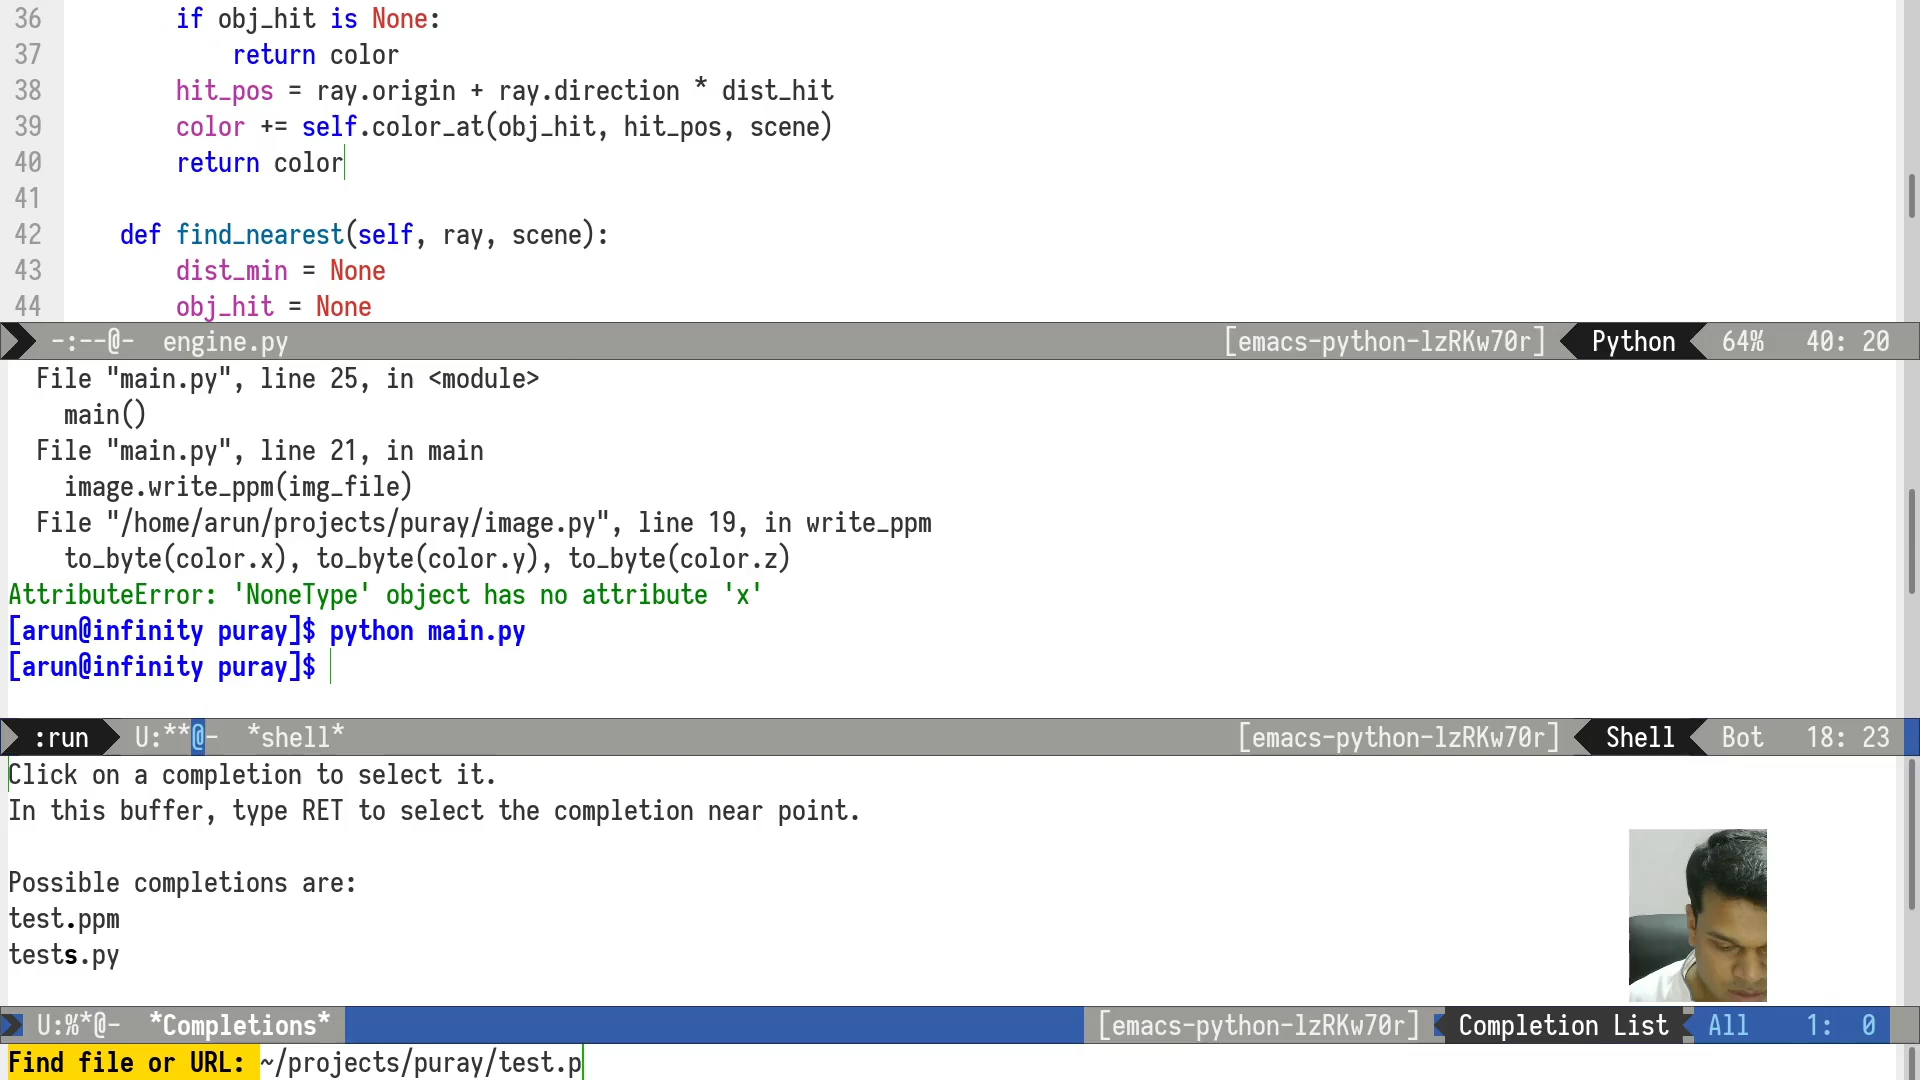 36 if obj_hit is None:
37 return color
38 hit_pos = ray.origin + ray.direction * dist_hit
39 color += self.color_at(obj_hit, hit_pos, scene)
40 return color
41
42 def find_nearest(self, ray, scene):
43 dist_min = None
44 obj_hit = None
-:--@- engine.py [emacs-python-lzRKw70r] Python 64% 40: 20
File "main.py", line 25, in <module>
main()
File "main.py", line 21, in main
image.write_ppm(img_file)
File "/home/arun/projects/puray/image.py", line 19, in write_ppm
to_byte(color.x), to_byte(color.y), to_byte(color.z)
AttributeError: 'NoneType' object has no attribute 'x'
[arun@infinity puray]$ python main.py
[arun@infinity puray]$
:run U:**@- *shell* [emacs-python-lzRKw70r] Shell Bot 18: 23
Click on a completion to select it.
In this buffer, type RET to select the completion near point.
Possible completions are:
test.ppm
tests.py
U:%*@- *Completions* [emacs-python-lzRKw70r] Completion List All 1: 0
Find file or URL: ~/projects/puray/test.p